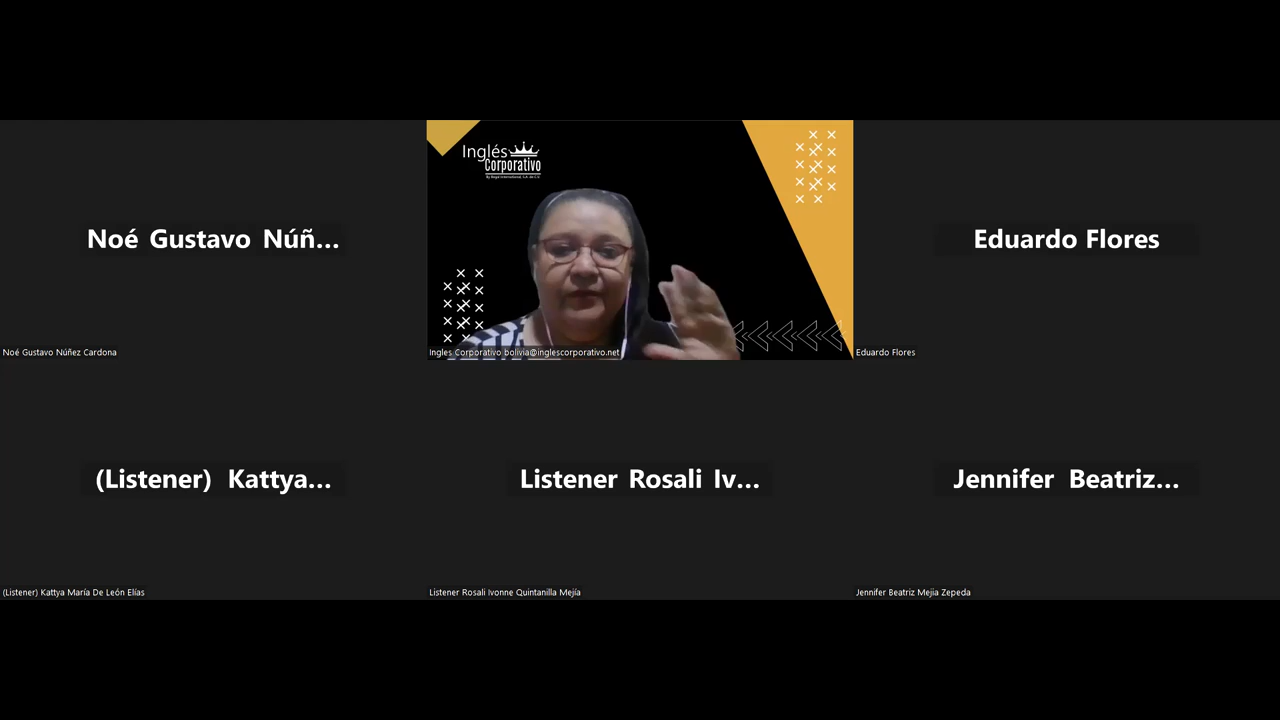 Inglés
Corporativo
Noé Gustavo Núñ...
Eduardo Flores
Noé Gustavo Núñez Cardona
Ingles Corporativo bolivia@inglescorporativo.net
Eduardo Flores
(Listener) Kattya...
Listener Rosali Iv...
Jennifer Beatriz...
(Listener) Kattya María De León Elías
Listener Rosali Ivonne Quintanilla Mejía
Jennifer Beatriz Mejia Zepeda